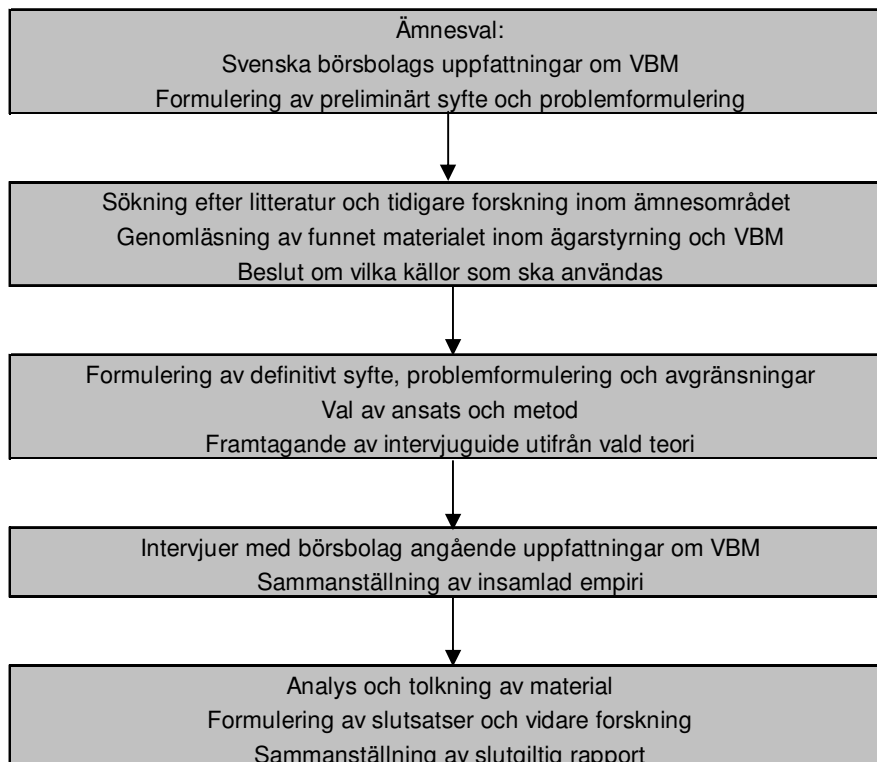 Ämnesval:
Svenska börsbolags uppfattningar om VBM
Formulering av preliminärt syfte och problemformulering
Sökning efter litteratur och tidigare forskning inom ämnesområdet
Genomläsning av funnet materialet inom ägarstyrning och VBM
Beslut om vilka källor som ska användas
Formulering av definitivt syfte, problemformulering och avgränsningar
Val av ansats och metod
Framtagande av intervjuguide utifrån vald teori
Intervjuer med börsbolag angående uppfattningar om VBM
Sammanställning av insamlad empiri
Analys och tolkning av material
Formulering av slutsatser och vidare forskning
Sammanställning av slutgiltig rapport